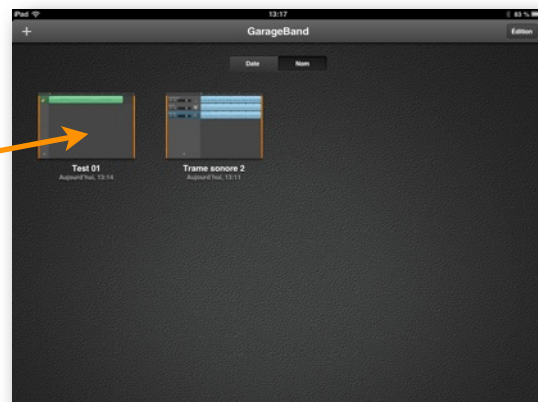 iPad 13:17 83 %
+ GarageBand Édition
Date Nom
Test 01
Aujourd'hui, 13:14
Trame sonore 2
Aujourd'hui, 13:11